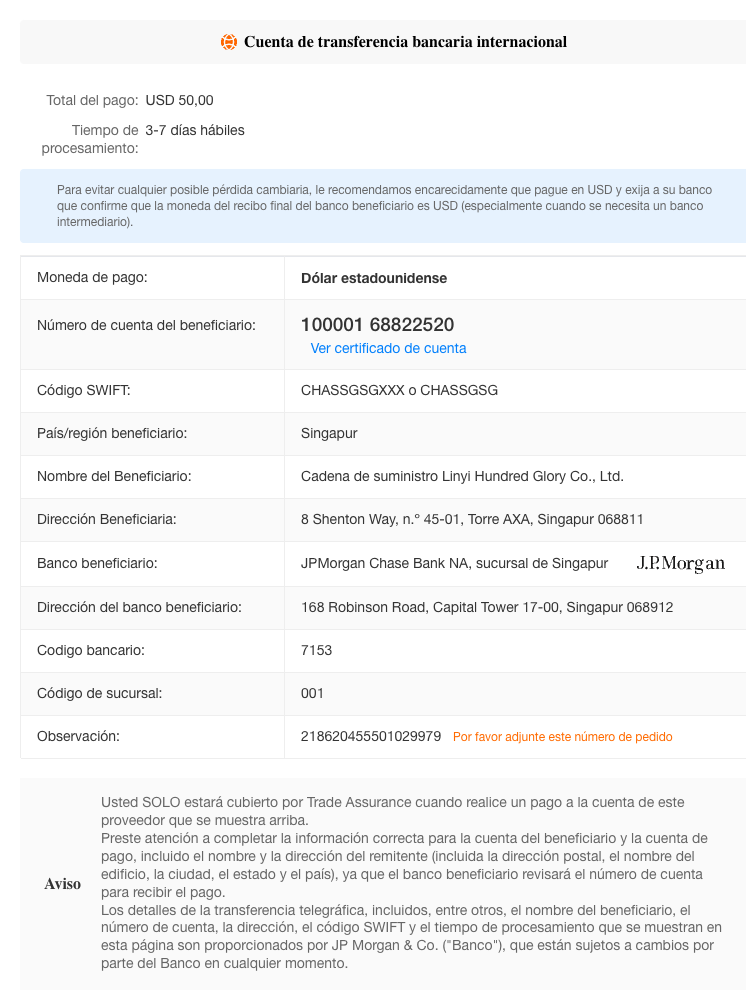 Cuenta de transferencia bancaria internacional
Total del pago: USD 50,00
Tiempo de procesamiento: 3-7 días hábiles
Para evitar cualquier posible pérdida cambiaria, le recomendamos encarecidamente que pague en USD y exija a su banco
que confirme que la moneda del recibo final del banco beneficiario es USD (especialmente cuando se necesita un banco
intermediario).
Moneda de pago: Dólar estadounidense
Número de cuenta del beneficiario: 100001 68822520
Ver certificado de cuenta
Código SWIFT: CHASSGSGXXX o CHASSGSG
País/región beneficiario: Singapur
Nombre del Beneficiario: Cadena de suministro Linyi Hundred Glory Co., Ltd.
Dirección Beneficiaria: 8 Shenton Way, n.º 45-01, Torre AXA, Singapur 068811
Banco beneficiario: JPMorgan Chase Bank NA, sucursal de Singapur J.P.Morgan
Dirección del banco beneficiario: 168 Robinson Road, Capital Tower 17-00, Singapur 068912
Codigo bancario: 7153
Código de sucursal: 001
Observación: 218620455501029979 Por favor adjunte este número de pedido
Aviso
Usted SOLO estará cubierto por Trade Assurance cuando realice un pago a la cuenta de este
proveedor que se muestra arriba.
Preste atención a completar la información correcta para la cuenta del beneficiario y la cuenta de
pago, incluido el nombre y la dirección del remitente (incluida la dirección postal, el nombre del
edificio, la ciudad, el estado y el país), ya que el banco beneficiario revisará el número de cuenta
para recibir el pago.
Los detalles de la transferencia telegráfica, incluidos, entre otros, el nombre del beneficiario, el
número de cuenta, la dirección, el código SWIFT y el tiempo de procesamiento que se muestran en
esta página son proporcionados por JP Morgan & Co. ("Banco"), que están sujetos a cambios por
parte del Banco en cualquier momento.